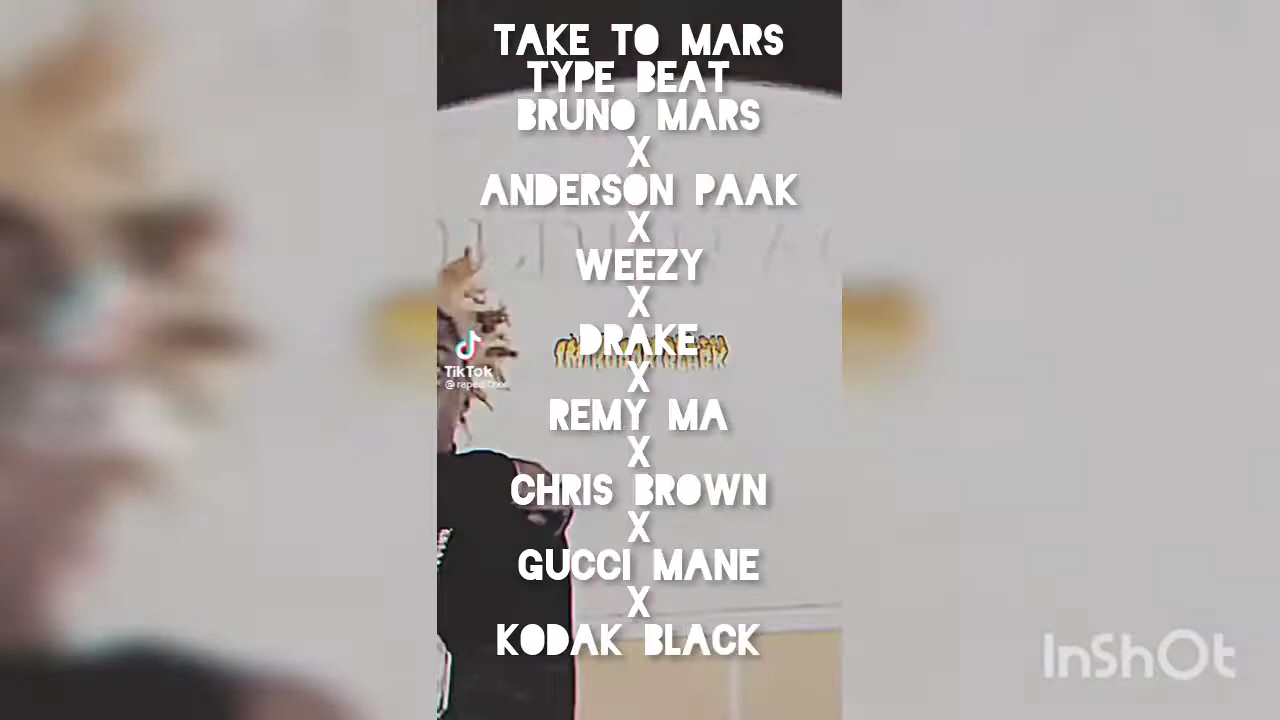 TAKE TO MARS
TYPE BEAT
BRUNO MARS
X
ANDERSON PAAK
X
WEEZY
X
DRAKE
X
REMY MA
X
CHRIS BROWN
X
GUCCI MANE
X
KODAK BLACK
TikTok
InShOt